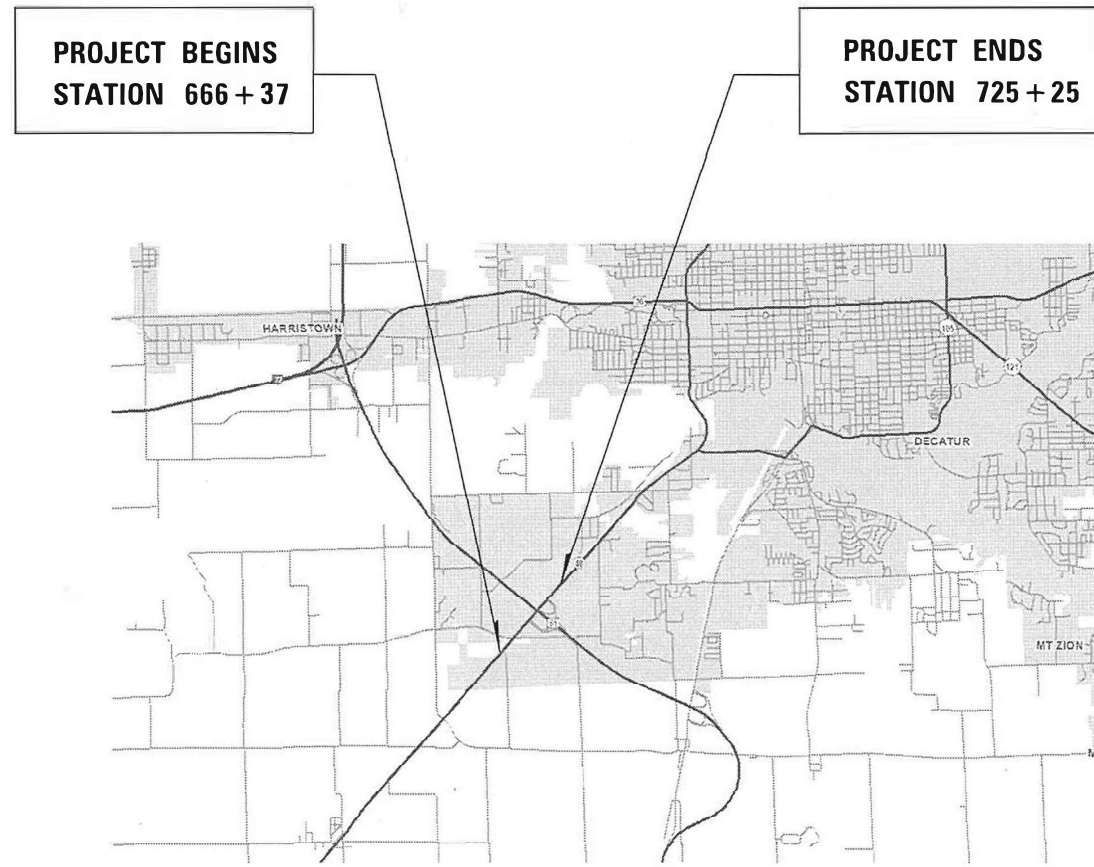 PROJECT BEGINS
STATION 666 + 37
PROJECT ENDS
STATION 725 + 25
HARRISTOWN
36
105
121
DECATUR
MT ZION